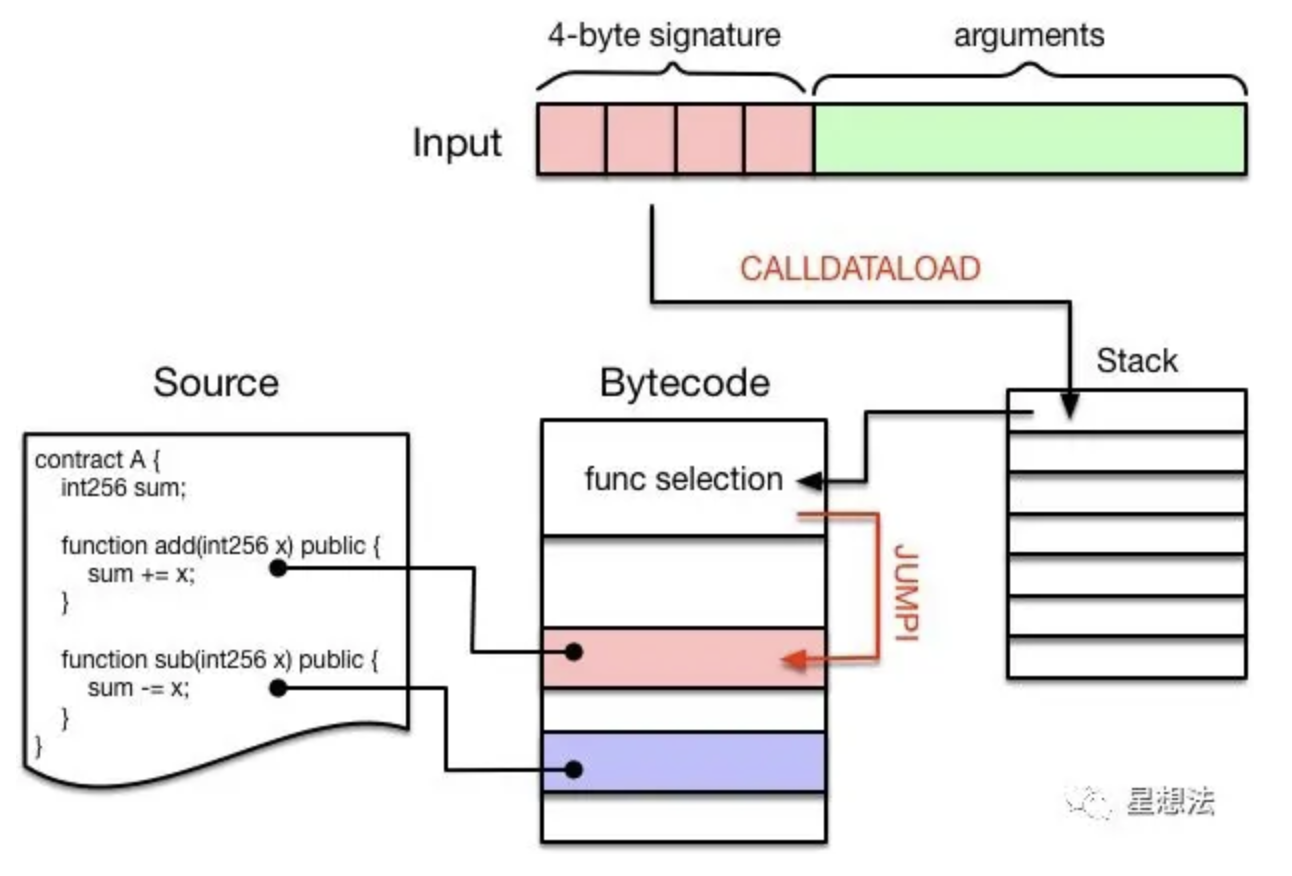 4-byte signature
arguments
Input
CALLDATALOAD
Stack
Source
Bytecode
contract A {
int256 sum;
function add(int256 x) public {
sum += x;
}
function sub(int256 x) public {
sum -= x;
}
}
func selection
JUMPI
星想法